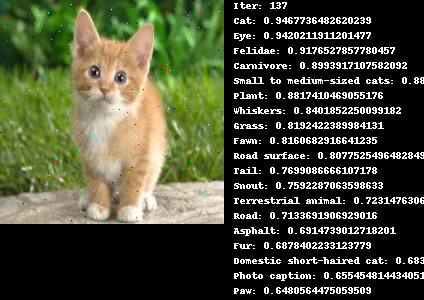 Iter: 137
Cat: 0.9467736482620239
Eye: 0.9420211911201477
Felidae: 0.9176527857780457
Carnivore: 0.8993917107582092
Small to medium-sized cats: 0.88
Plant: 0.8817410469055176
Whiskers: 0.8401852250099182
Grass: 0.8192422389984131
Fawn: 0.8160682916641235
Road surface: 0.8077525496482849
Tail: 0.7699086666107178
Snout: 0.7592287063598633
Terrestrial animal: 0.7231476306
Road: 0.7133691906929016
Asphalt: 0.6914739012718201
Fur: 0.6878402233123779
Domestic short-haired cat: 0.683
Photo caption: 0.655454814434051
Paw: 0.6480564475059509